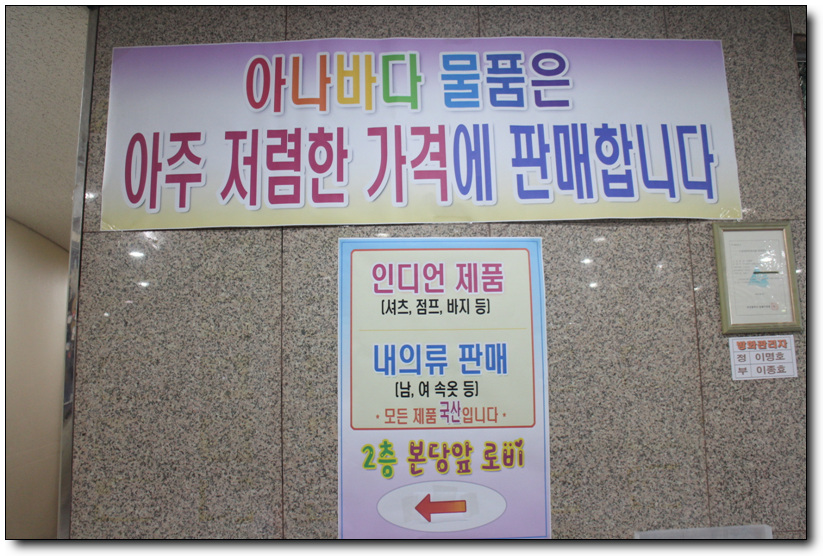 아나바다 물품은
아주 저렴한 가격에 판매합니다
인디언 제품
(셔츠, 점프, 바지 등)
내의류 판매
(남, 여 속옷 등)
· 모든 제품 국산입니다 ·
2층 본당앞 로비
방화관리자
정 이명호
부 이종효